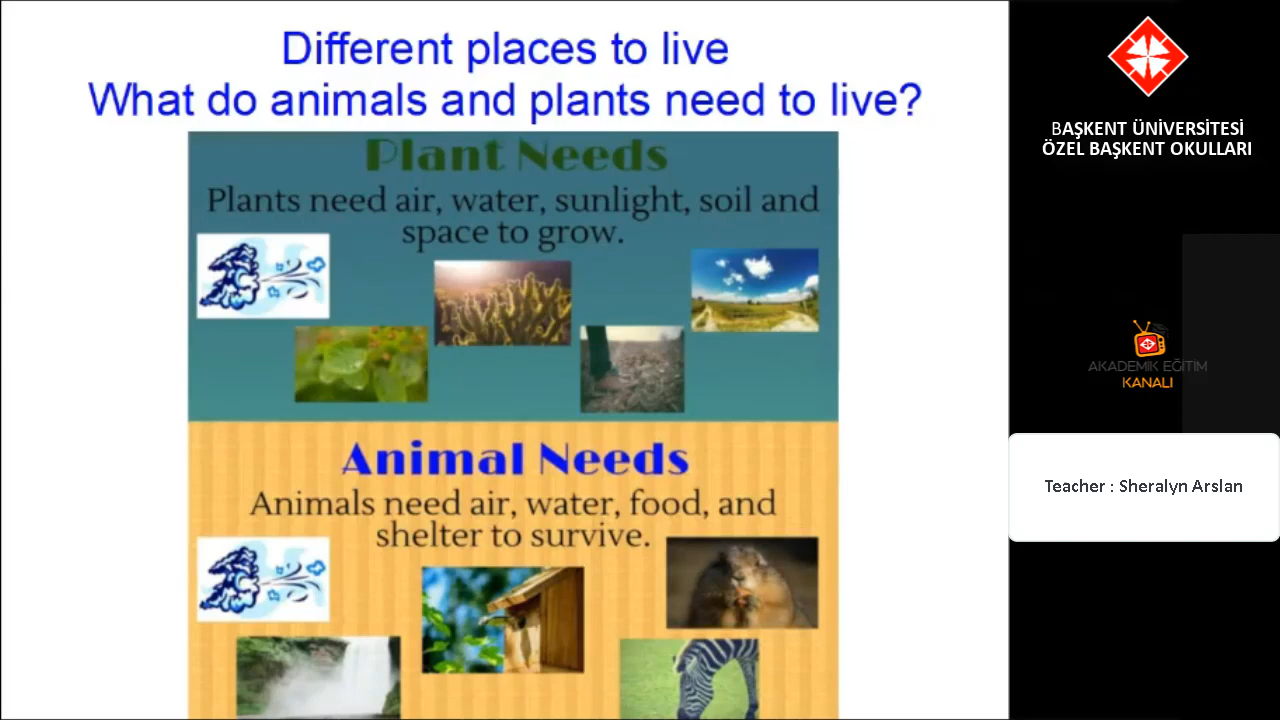 Different places to live
What do animals and plants need to live?
Plant Needs
Plants need air, water, sunlight, soil and
space to grow.
Animal Needs
Animals need air, water, food, and
shelter to survive.
BAŞKENT ÜNİVERSİTESİ
ÖZEL BAŞKENT OKULLARI
AKADEMİK EĞİTİM
KANALI
Teacher : Sheralyn Arslan